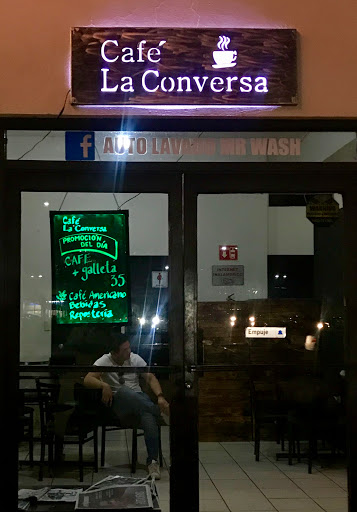 Café
La Conversa
f AUTO LAVADO MR WASH
Café
La Conversa
PROMOCIÓN
DEL DÍA
CAFE
+ galleta
35
Café Americano
Bebidas
Repostería
Empuje